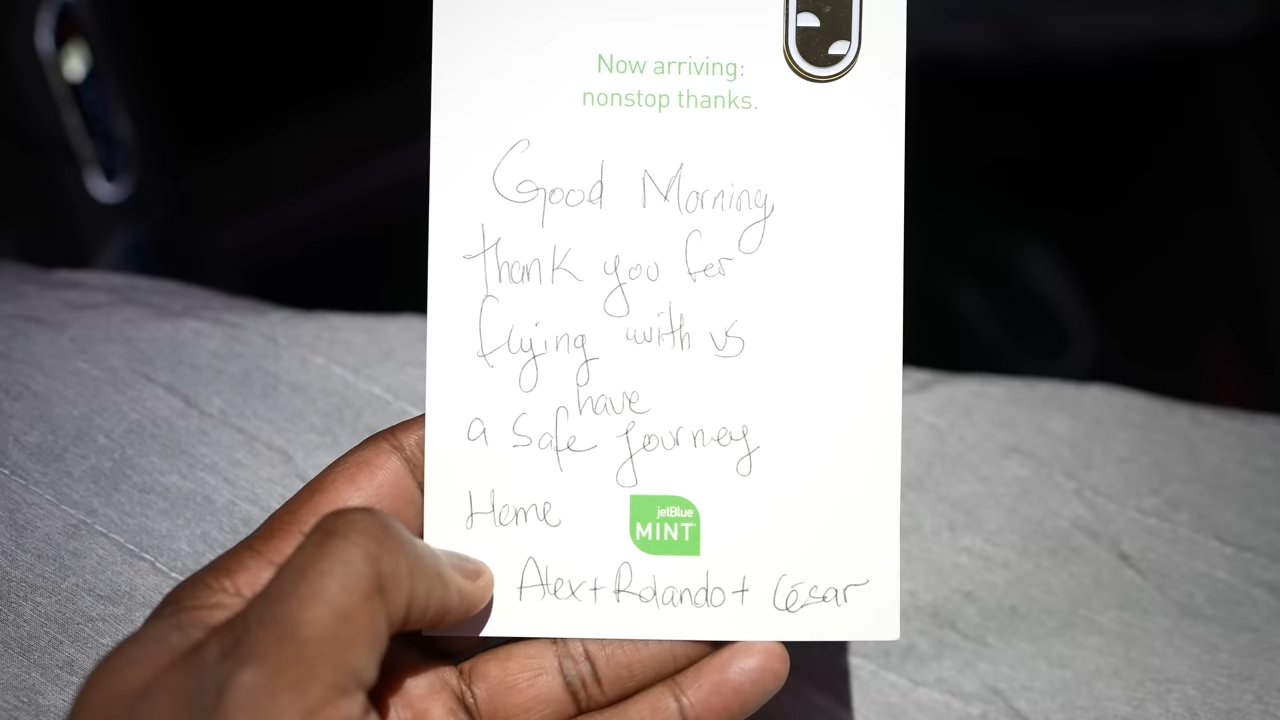 Now arriving:
nonstop thanks.
Good Morning
thank you for
flying with us
have
a safe journey
Home
jetBlue
MINT
Alex + Rolando + César